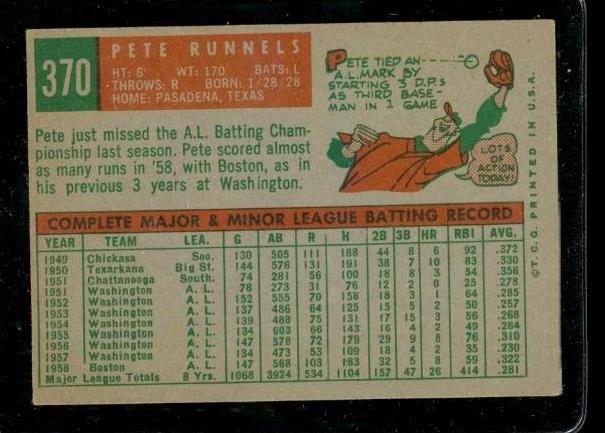 370
PETE RUNNELS
HT: 6' WT: 170 BATS: L
THROWS: R BORN: 1/28/28
HOME: PASADENA, TEXAS
Pete just missed the A.L. Batting Cham-
pionship last season. Pete scored almost
as many runs in '58, with Boston, as in
his previous 3 years at Washington.
PETE TIED AN
A.L. MARK BY
STARTING 3 D.P.S
AS THIRD BASE-
MAN IN 1 GAME
LOTS
OF
ACTION
TODAY!
© T.C.G. PRINTED IN U.S.A.
COMPLETE MAJOR & MINOR LEAGUE BATTING RECORD
YEAR TEAM LEA. G AB R H 2B 3B HR RBI AVG.
1949 Chickasa Soo. 130 505 111 188 44 8 6 92 .372
1950 Texarkana Big St. 144 578 131 191 38 7 10 83 .330
1951 Chattanooga South. 74 281 56 100 18 3 3 54 .356
1951 Washington A. L. 78 273 31 76 12 2 0 25 .278
1952 Washington A. L. 152 555 70 158 18 3 1 64 .285
1953 Washington A. L. 137 486 64 125 15 5 2 50 .257
1954 Washington A. L. 139 488 75 131 17 15 3 56 .268
1955 Washington A. L. 134 503 66 143 16 4 2 49 .284
1956 Washington A. L. 147 578 72 179 29 9 8 76 .310
1957 Washington A. L. 134 473 53 109 18 4 2 35 .230
1958 Boston A. L. 147 568 103 183 32 5 8 59 .322
Major League Totals 8 Yrs. 1068 3924 534 1104 157 47 26 414 .281